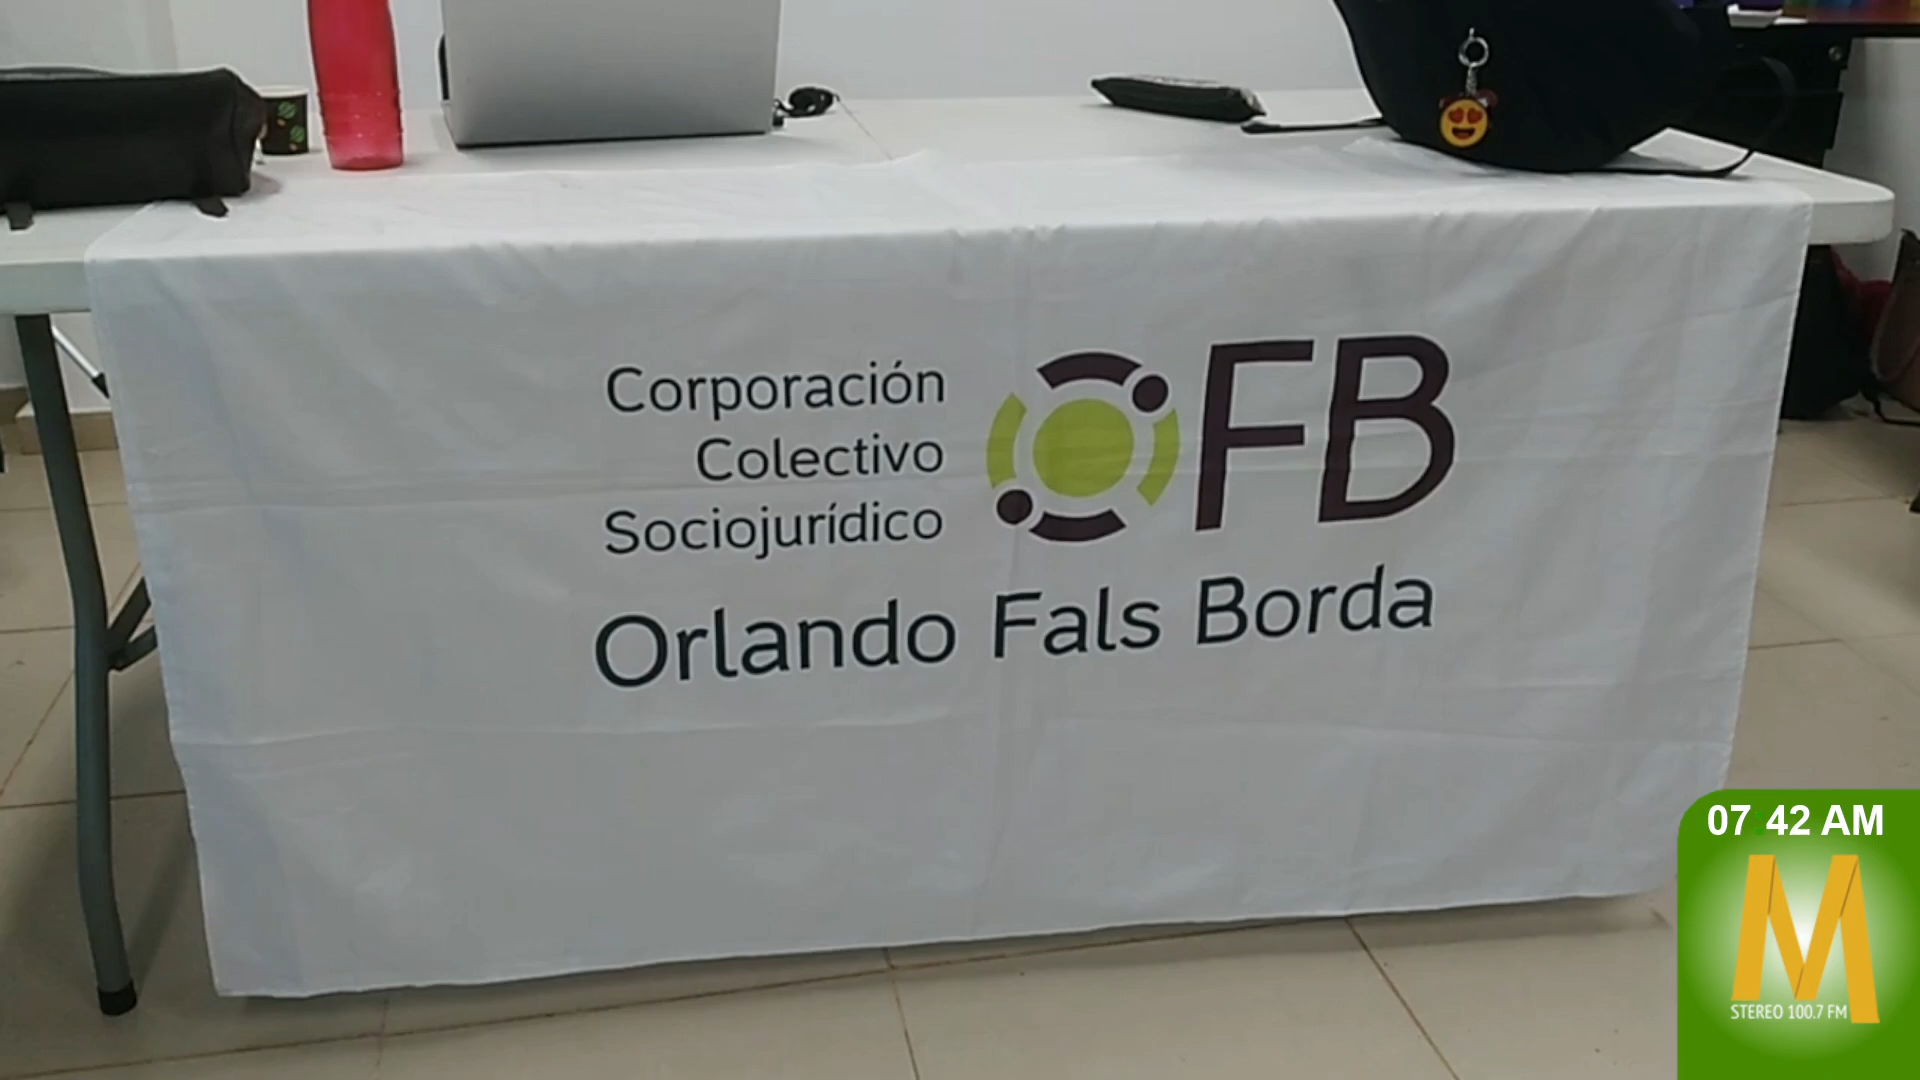 Corporación
Colectivo
Sociojurídico
OFB
Orlando Fals Borda
07:42 AM
M
STEREO 100.7 FM